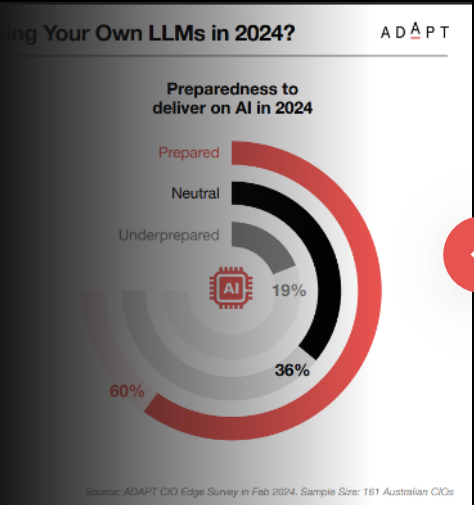 ing Your Own LLMs in 2024?
ADAPT
Preparedness to
deliver on AI in 2024
Prepared
Neutral
Underprepared
AI
19%
36%
60%
Source: ADAPT CIO Edge Survey in Feb 2024. Sample Size: 161 Australian CIOs